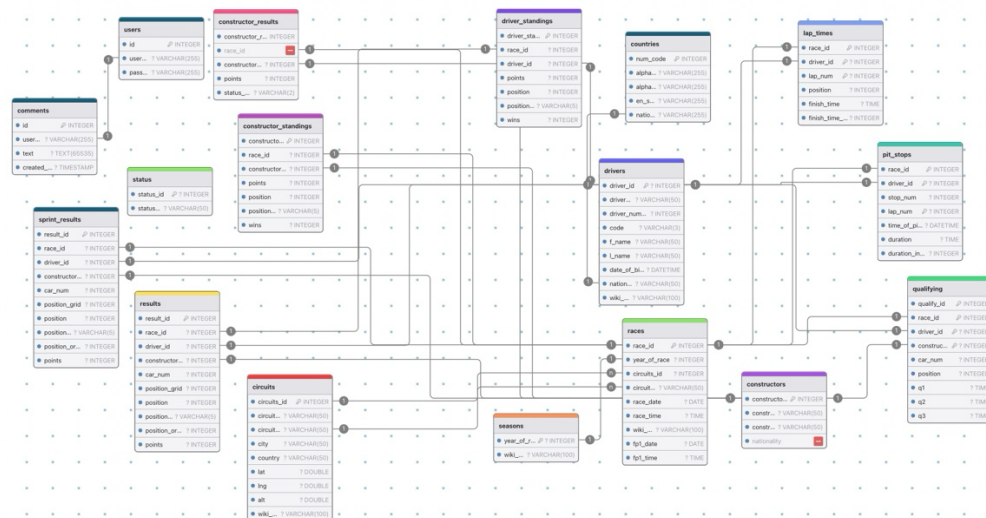 users
id INTEGER
user... ? VARCHAR(255)
pass... ? VARCHAR(255)
constructor_results
constructor_r... INTEGER
race_id
constructor... ? INTEGER
points ? INTEGER
status_... ? VARCHAR(2)
driver_standings
driver_sta... INTEGER
race_id ? INTEGER
driver_id ? INTEGER
points ? INTEGER
position ? INTEGER
position... ? VARCHAR(5)
wins ? INTEGER
countries
num_code INTEGER
alpha... ? VARCHAR(255)
alpha... ? VARCHAR(255)
en_s... ? VARCHAR(255)
natio... ? VARCHAR(255)
lap_times
race_id INTEGER
driver_id INTEGER
lap_num INTEGER
position ? INTEGER
finish_time ? TIME
finish_time_... ? INTEGER
comments
id INTEGER
user... ? VARCHAR(255)
text ? TEXT(65535)
created_... ? TIMESTAMP
constructor_standings
constructo... INTEGER
race_id ? INTEGER
constructor... ? INTEGER
points ? INTEGER
position ? INTEGER
position... ? VARCHAR(5)
wins ? INTEGER
status
status_id INTEGER
status... ? VARCHAR(50)
pit_stops
race_id INTEGER
driver_id INTEGER
stop_num ? INTEGER
lap_num INTEGER
time_of_pi... ? DATETIME
duration ? TIME
duration_in... ? INTEGER
drivers
driver_id INTEGER
driver... ? VARCHAR(50)
driver_num... ? INTEGER
code ? VARCHAR(3)
f_name ? VARCHAR(50)
l_name ? VARCHAR(50)
date_of_bi... ? DATETIME
nation... ? VARCHAR(50)
wiki_... ? VARCHAR(100)
sprint_results
result_id INTEGER
race_id ? INTEGER
driver_id ? INTEGER
constructor... ? INTEGER
car_num ? INTEGER
position_grid ? INTEGER
position ? INTEGER
position... ? VARCHAR(5)
position_or... ? INTEGER
points ? INTEGER
results
result_id INTEGER
race_id ? INTEGER
driver_id ? INTEGER
constructor... ? INTEGER
car_num ? INTEGER
position_grid ? INTEGER
position ? INTEGER
position... ? VARCHAR(5)
position_or... ? INTEGER
points ? INTEGER
qualifying
qualify_id INTEGER
race_id INTEGER
driver_id INTEGER
construc... INTEGER
car_num ? INTEGER
position ? INTEGER
q1 ? TIME
q2 ? TIME
q3 ? TIME
races
race_id INTEGER
year_of_race ? INTEGER
circuits_id ? INTEGER
circuit... ? VARCHAR(50)
race_date ? DATE
race_time ? TIME
wiki_... ? VARCHAR(100)
fp1_date ? DATE
fp1_time ? TIME
circuits
circuits_id INTEGER
circuit... ? VARCHAR(50)
circuit... ? VARCHAR(50)
city ? VARCHAR(50)
country ? VARCHAR(50)
lat ? DOUBLE
lng ? DOUBLE
alt ? DOUBLE
wiki_... ? VARCHAR(100)
constructors
constructo... INTEGER
constr... ? VARCHAR(50)
constr... ? VARCHAR(50)
nationality
seasons
year_of_r... INTEGER
wiki_... ? VARCHAR(100)